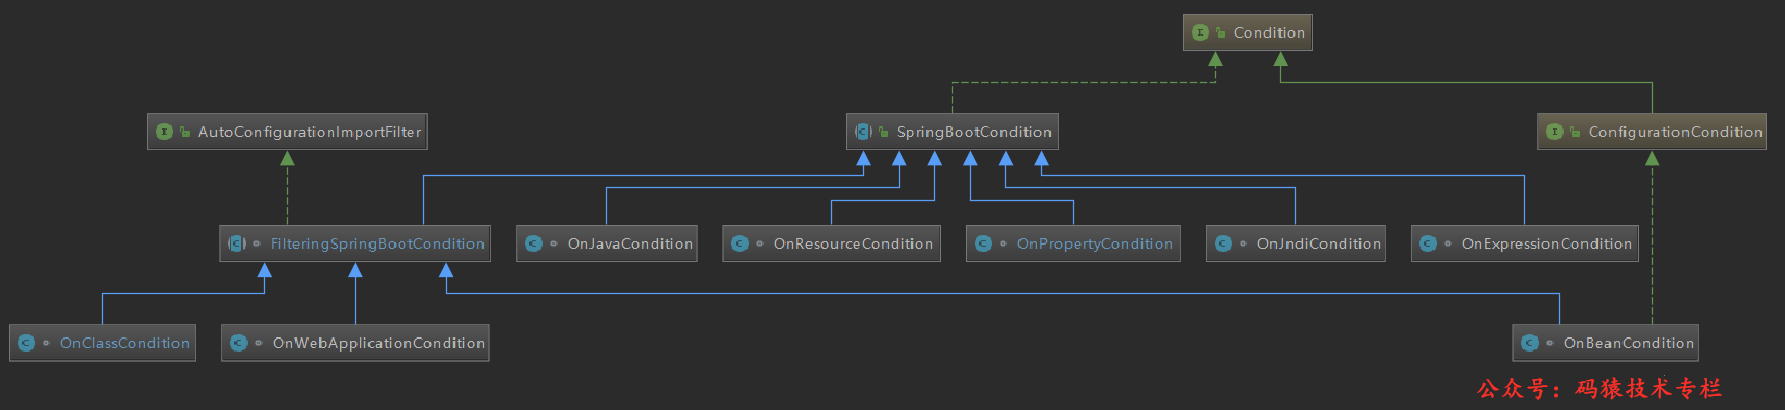 Condition
AutoConfigurationImportFilter
SpringBootCondition
ConfigurationCondition
FilteringSpringBootCondition
OnJavaCondition
OnResourceCondition
OnPropertyCondition
OnJndiCondition
OnExpressionCondition
OnClassCondition
OnWebApplicationCondition
OnBeanCondition
公众号：码猿技术专栏